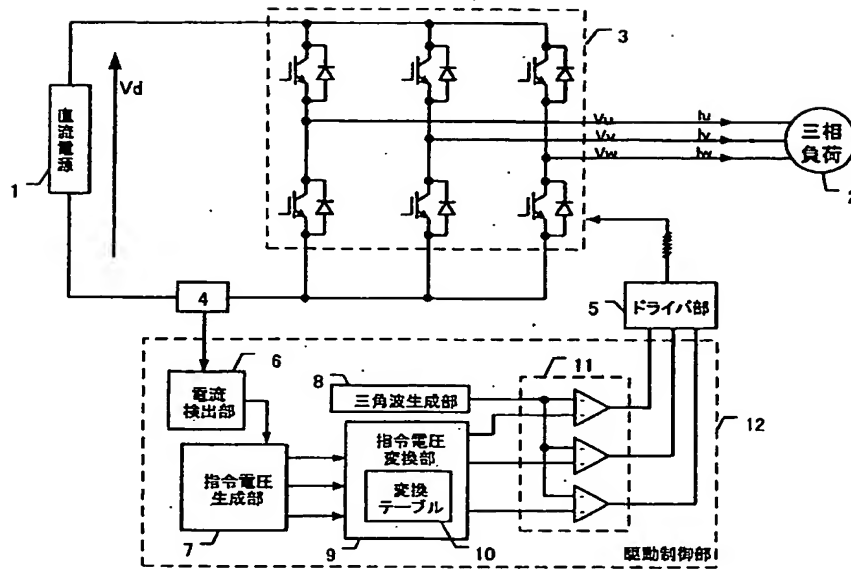 3
Vd
直流電源
1
Vu
Vv
Vw
iu
iv
iw
三相
負荷
2
4
5
ドライバ部
6
電流
検出部
8
三角波生成部
11
12
指令電圧
生成部
7
指令電圧
変換部
変換
テーブル
9
10
駆動制御部